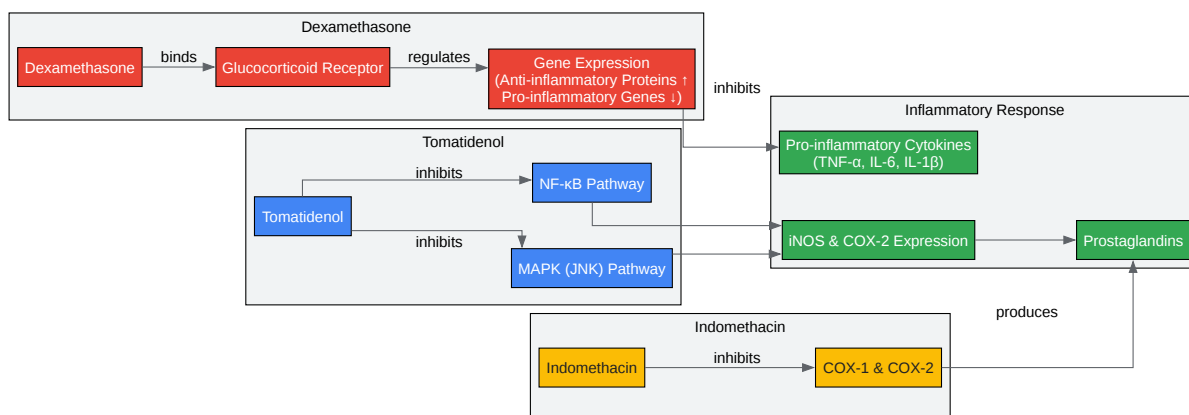 Dexamethasone
Dexamethasone
binds
Glucocorticoid Receptor
regulates
Gene Expression
(Anti-inflammatory Proteins ↑
Pro-inflammatory Genes ↓)
inhibits
Inflammatory Response
Pro-inflammatory Cytokines
(TNF-α, IL-6, IL-1β)
Tomatidenol
Tomatidenol
inhibits
NF-κB Pathway
inhibits
MAPK (JNK) Pathway
iNOS & COX-2 Expression
Prostaglandins
Indomethacin
Indomethacin
inhibits
COX-1 & COX-2
produces